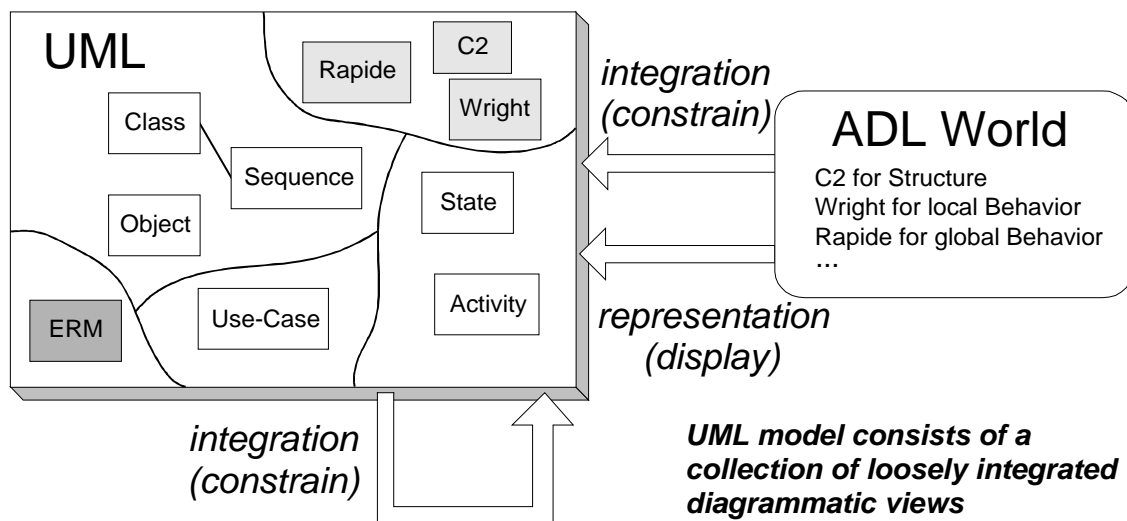 UML
C2
Rapide
Wright
Class
Sequence
State
Object
Activity
Use-Case
ERM
integration
(constrain)
ADL World
C2 for Structure
Wright for local Behavior
Rapide for global Behavior
...
representation
(display)
integration
(constrain)
UML model consists of a
collection of loosely integrated
diagrammatic views